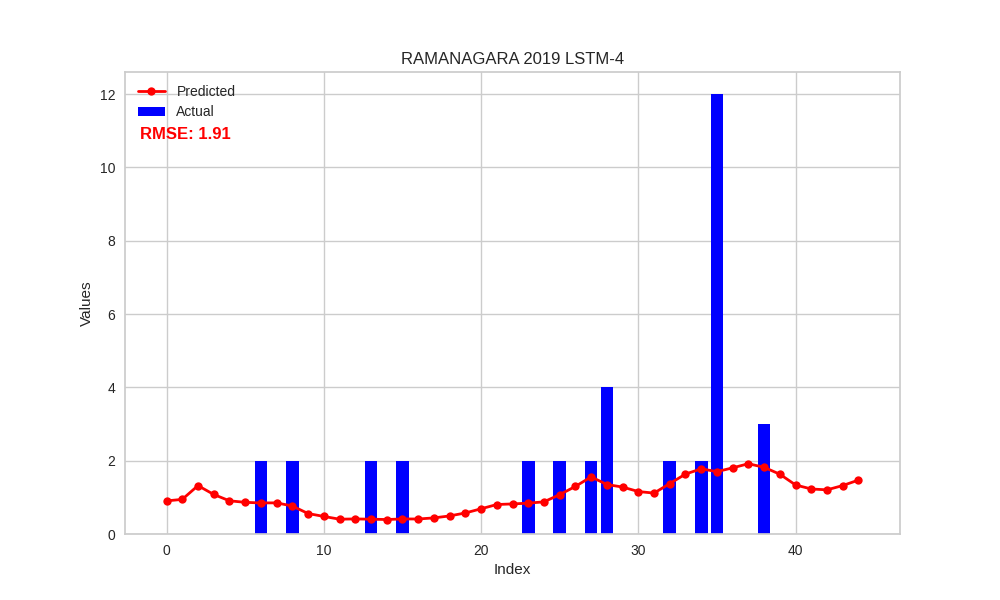 RAMANAGARA 2019 LSTM-4
Predicted
Actual
RMSE: 1.91
12
10
8
6
4
2
0
Values
0 10 20 30 40
Index